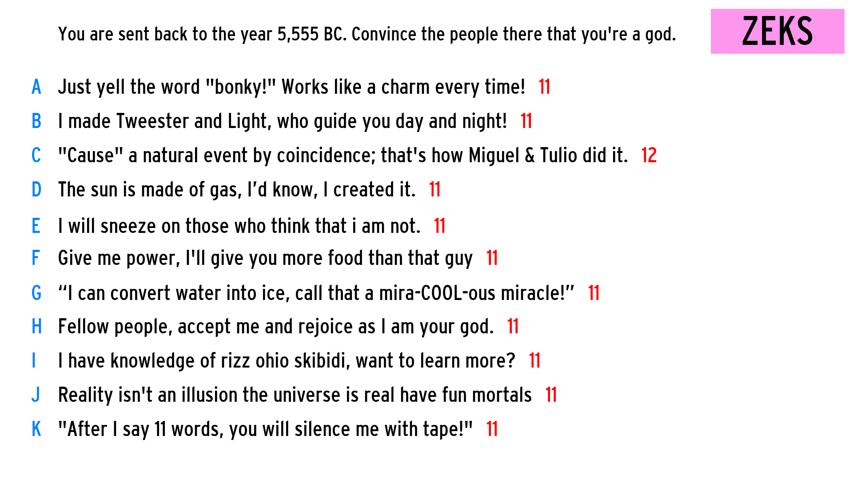 You are sent back to the year 5,555 BC. Convince the people there that you're a god.
ZEKS
A Just yell the word "bonky!" Works like a charm every time! 11
B I made Tweester and Light, who guide you day and night! 11
C "Cause" a natural event by coincidence; that's how Miguel & Tulio did it. 12
D The sun is made of gas, I’d know, I created it. 11
E I will sneeze on those who think that i am not. 11
F Give me power, I'll give you more food than that guy 11
G “I can convert water into ice, call that a mira-COOL-ous miracle!” 11
H Fellow people, accept me and rejoice as I am your god. 11
I I have knowledge of rizz ohio skibidi, want to learn more? 11
J Reality isn't an illusion the universe is real have fun mortals 11
K "After I say 11 words, you will silence me with tape!" 11